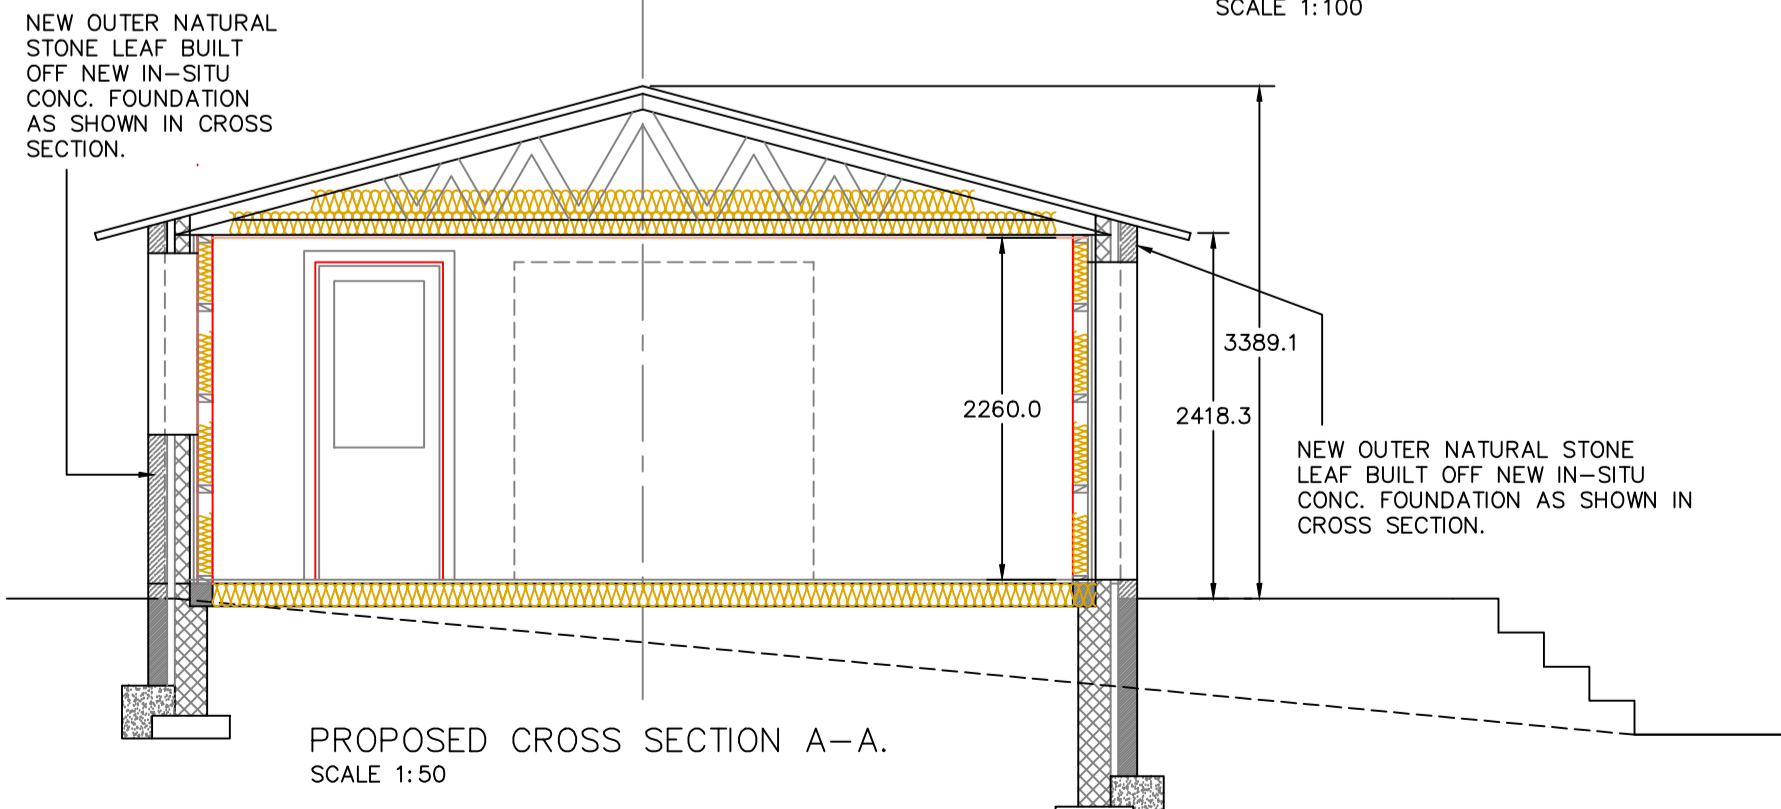 NEW OUTER NATURAL
STONE LEAF BUILT
OFF NEW IN-SITU
CONC. FOUNDATION
AS SHOWN IN CROSS
SECTION.
SCALE 1:100
3389.1
2260.0
2418.3
NEW OUTER NATURAL STONE
LEAF BUILT OFF NEW IN-SITU
CONC. FOUNDATION AS SHOWN IN
CROSS SECTION.
PROPOSED CROSS SECTION A-A.
SCALE 1:50